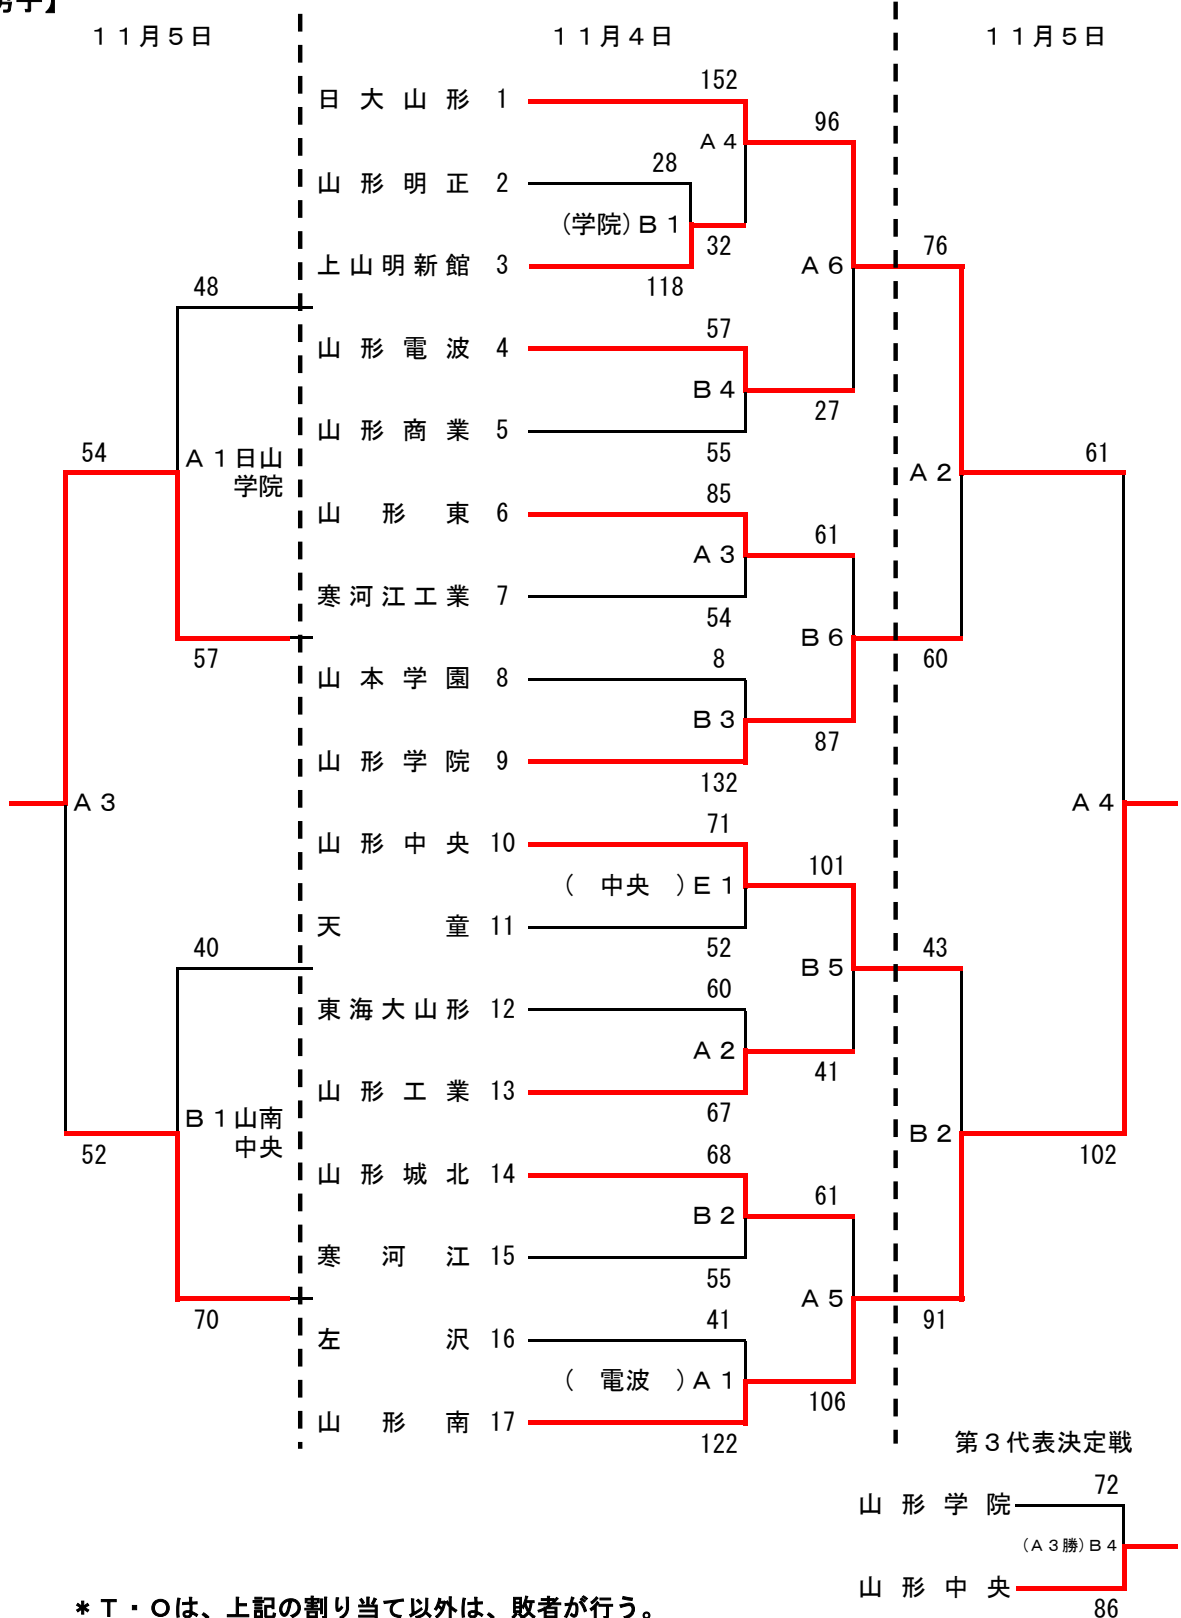 男子】
１１月５日　１１月４日　１１月５日
152
日大山形 1
96
Ａ４
28
山形明正 2
(学院)Ｂ１
76
32
上山明新館 3
Ａ６
48
118
57
山形電波 4
Ｂ４
27
山形商業 5
54
55
61
Ａ１日山
学院
Ａ２
85
山形東 6
61
Ａ３
寒河江工業 7
54
Ｂ６
57
8
60
山本学園 8
Ｂ３
87
山形学院 9
132
Ａ３
Ａ４
71
山形中央 10
101
(　中央　)Ｅ１
天童 11
40
52
43
Ｂ５
60
東海大山形 12
Ａ２
41
山形工業 13
67
Ｂ１山南
中央
Ｂ２
52
68
102
山形城北 14
61
Ｂ２
寒河江 15
55
Ａ５
70
41
91
左沢 16
(　電波　)Ａ１
106
山形南 17
122
第３代表決定戦
72
山形学院
(Ａ３勝)Ｂ４
山形中央
86
＊Ｔ・Ｏは、上記の割り当て以外は、敗者が行う。